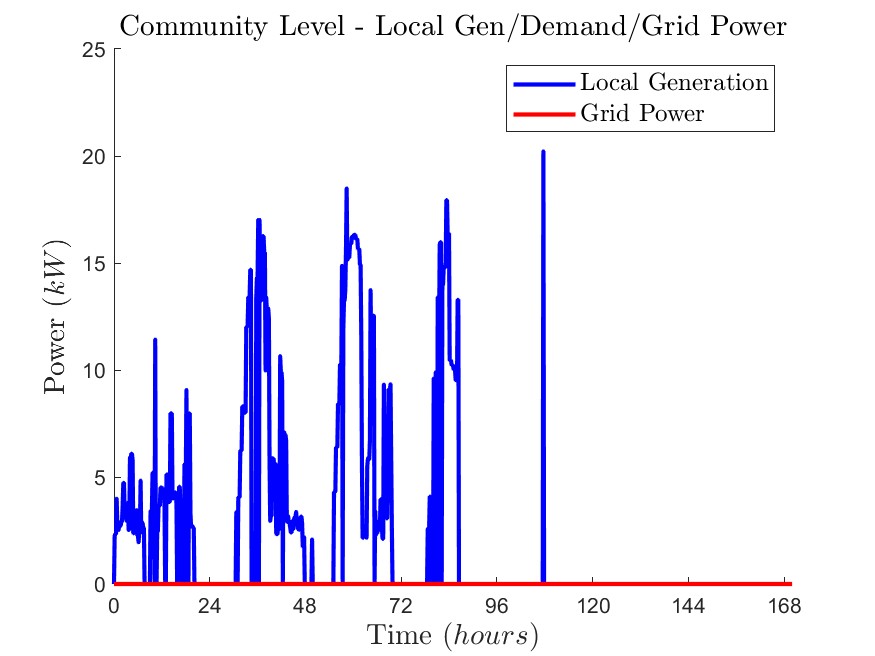 Community Level - Local Gen/Demand/Grid Power
25
20
15
10
5
0
Power (kW)
Local Generation
Grid Power
0 24 48 72 96 120 144 168
Time (hours)